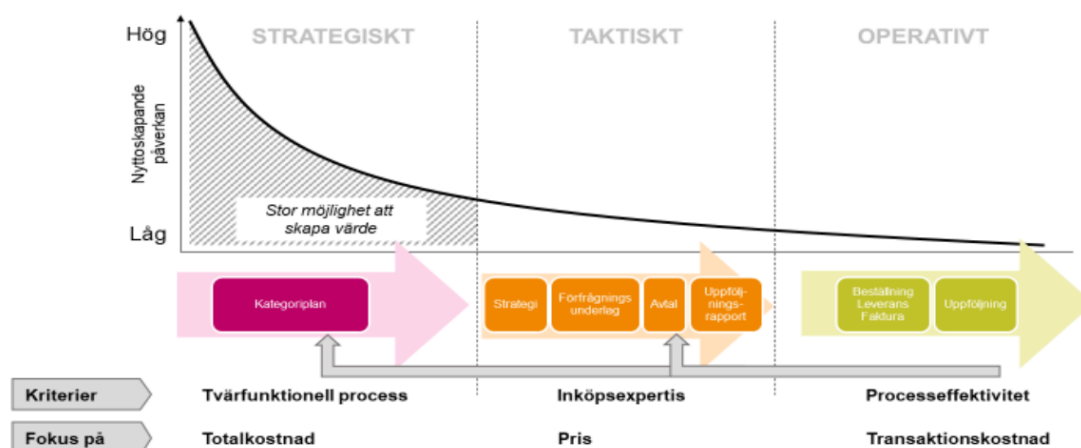 Hög
STRATEGISKT
TAKTISKT
OPERATIVT
Nyttoskapande
påverkan
Stor möjlighet att
skapa värde
Låg
Kategoriplan
Strategi
Förfrågnings
underlag
Avtal
Uppfölj-
nings-
rapport
Beställning
Leverans
Faktura
Uppföljning
Kriterier
Tvärfunktionell process
Inköpsexpertis
Processeffektivitet
Fokus på
Totalkostnad
Pris
Transaktionskostnad